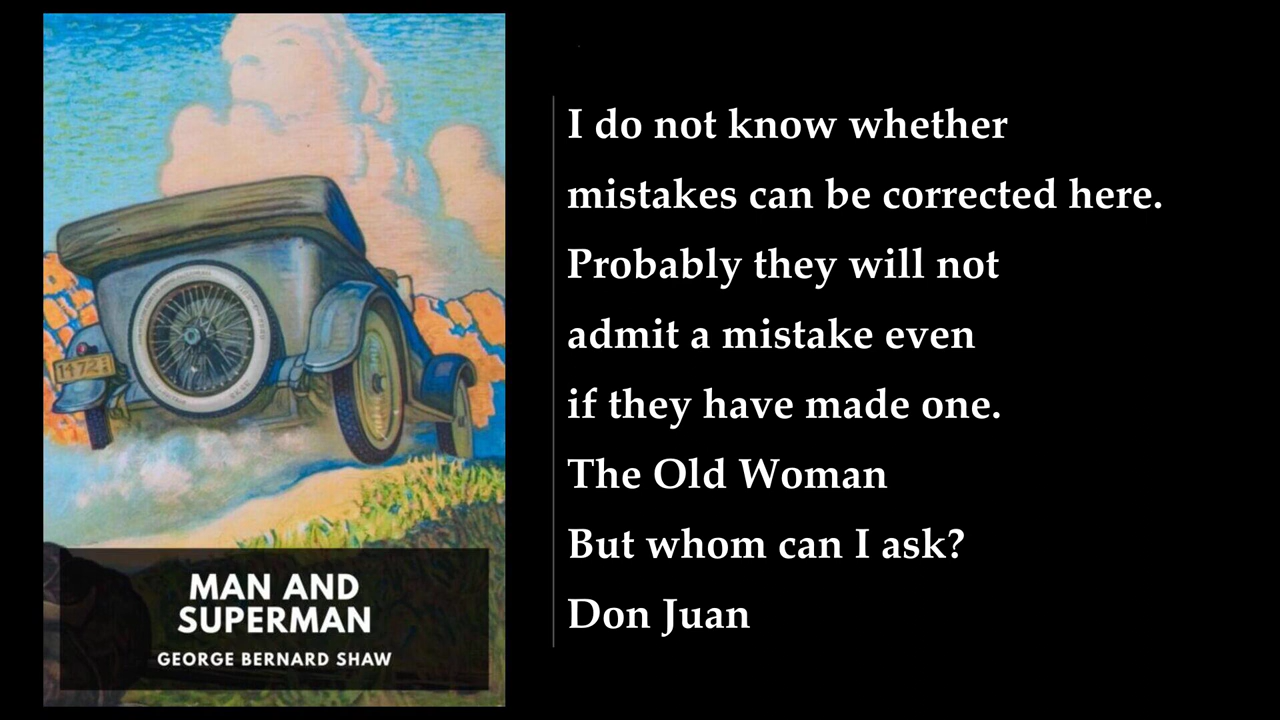 I do not know whether
mistakes can be corrected here.
Probably they will not
admit a mistake even
if they have made one.
The Old Woman
But whom can I ask?
Don Juan
1472
MAN AND
SUPERMAN
GEORGE BERNARD SHAW